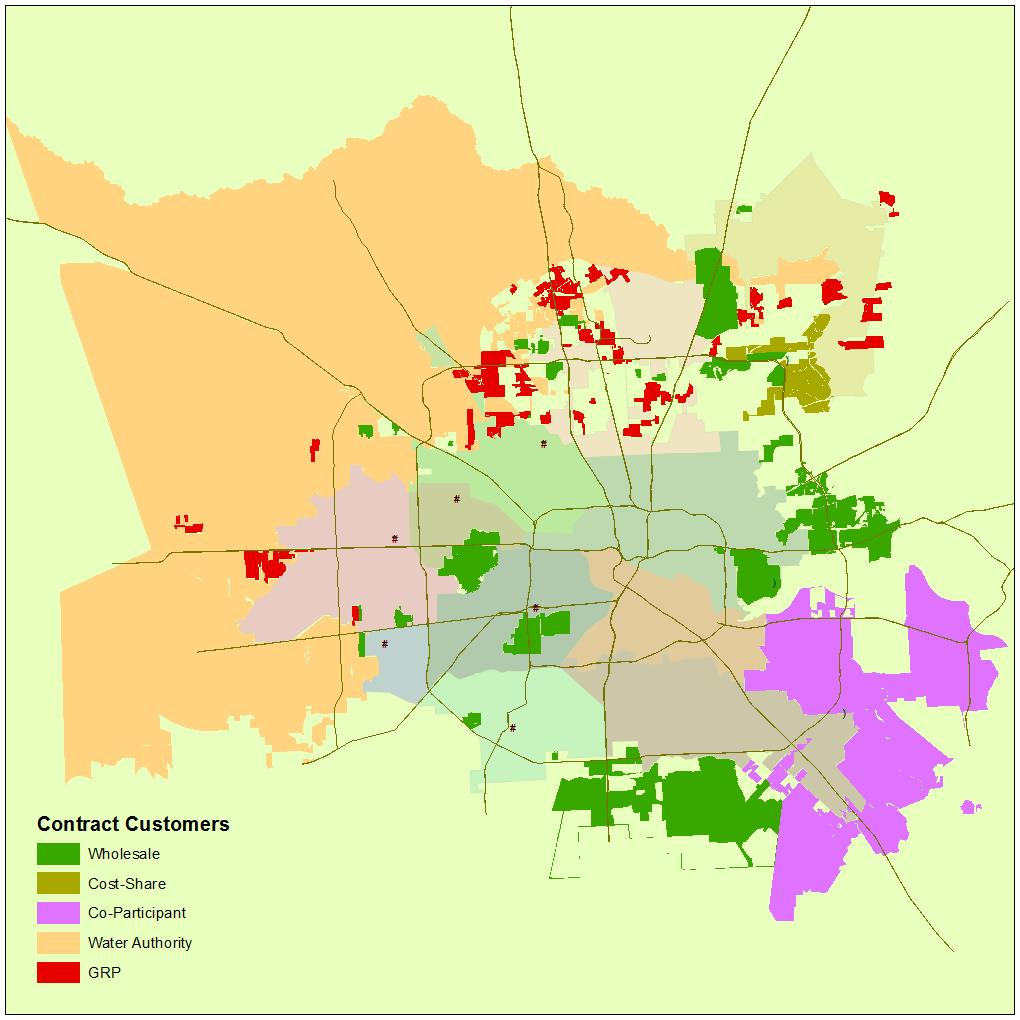 #
#
#
#
#
#
Contract Customers
Wholesale
Cost-Share
Co-Participant
Water Authority
GRP